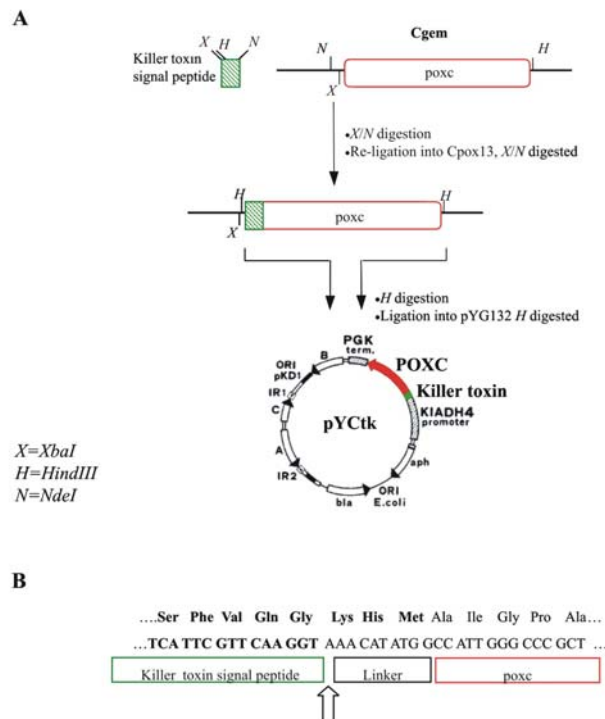 A
X H N
Killer toxin
signal peptide
Cgem
N H
poxc
X
•X/N digestion
•Re-ligation into Cpox13, X/N digested
H H
poxc
X
•H digestion
•Ligation into pYG132 H digested
PGK
term.
B
ORI
pKD1
POXC
Killer toxin
IR1
C
pYCtk
KlADH4
promoter
A
aph
IR2
ORI
E.coli
bla
X=XbaI
H=HindIII
N=NdeI
B
....Ser Phe Val Gln Gly Lys His Met Ala Ile Gly Pro Ala...
...TCA TTC GTT CAA GGT AAA CAT ATG GCC ATT GGG CCC GCT ...
Killer toxin signal peptide Linker poxc